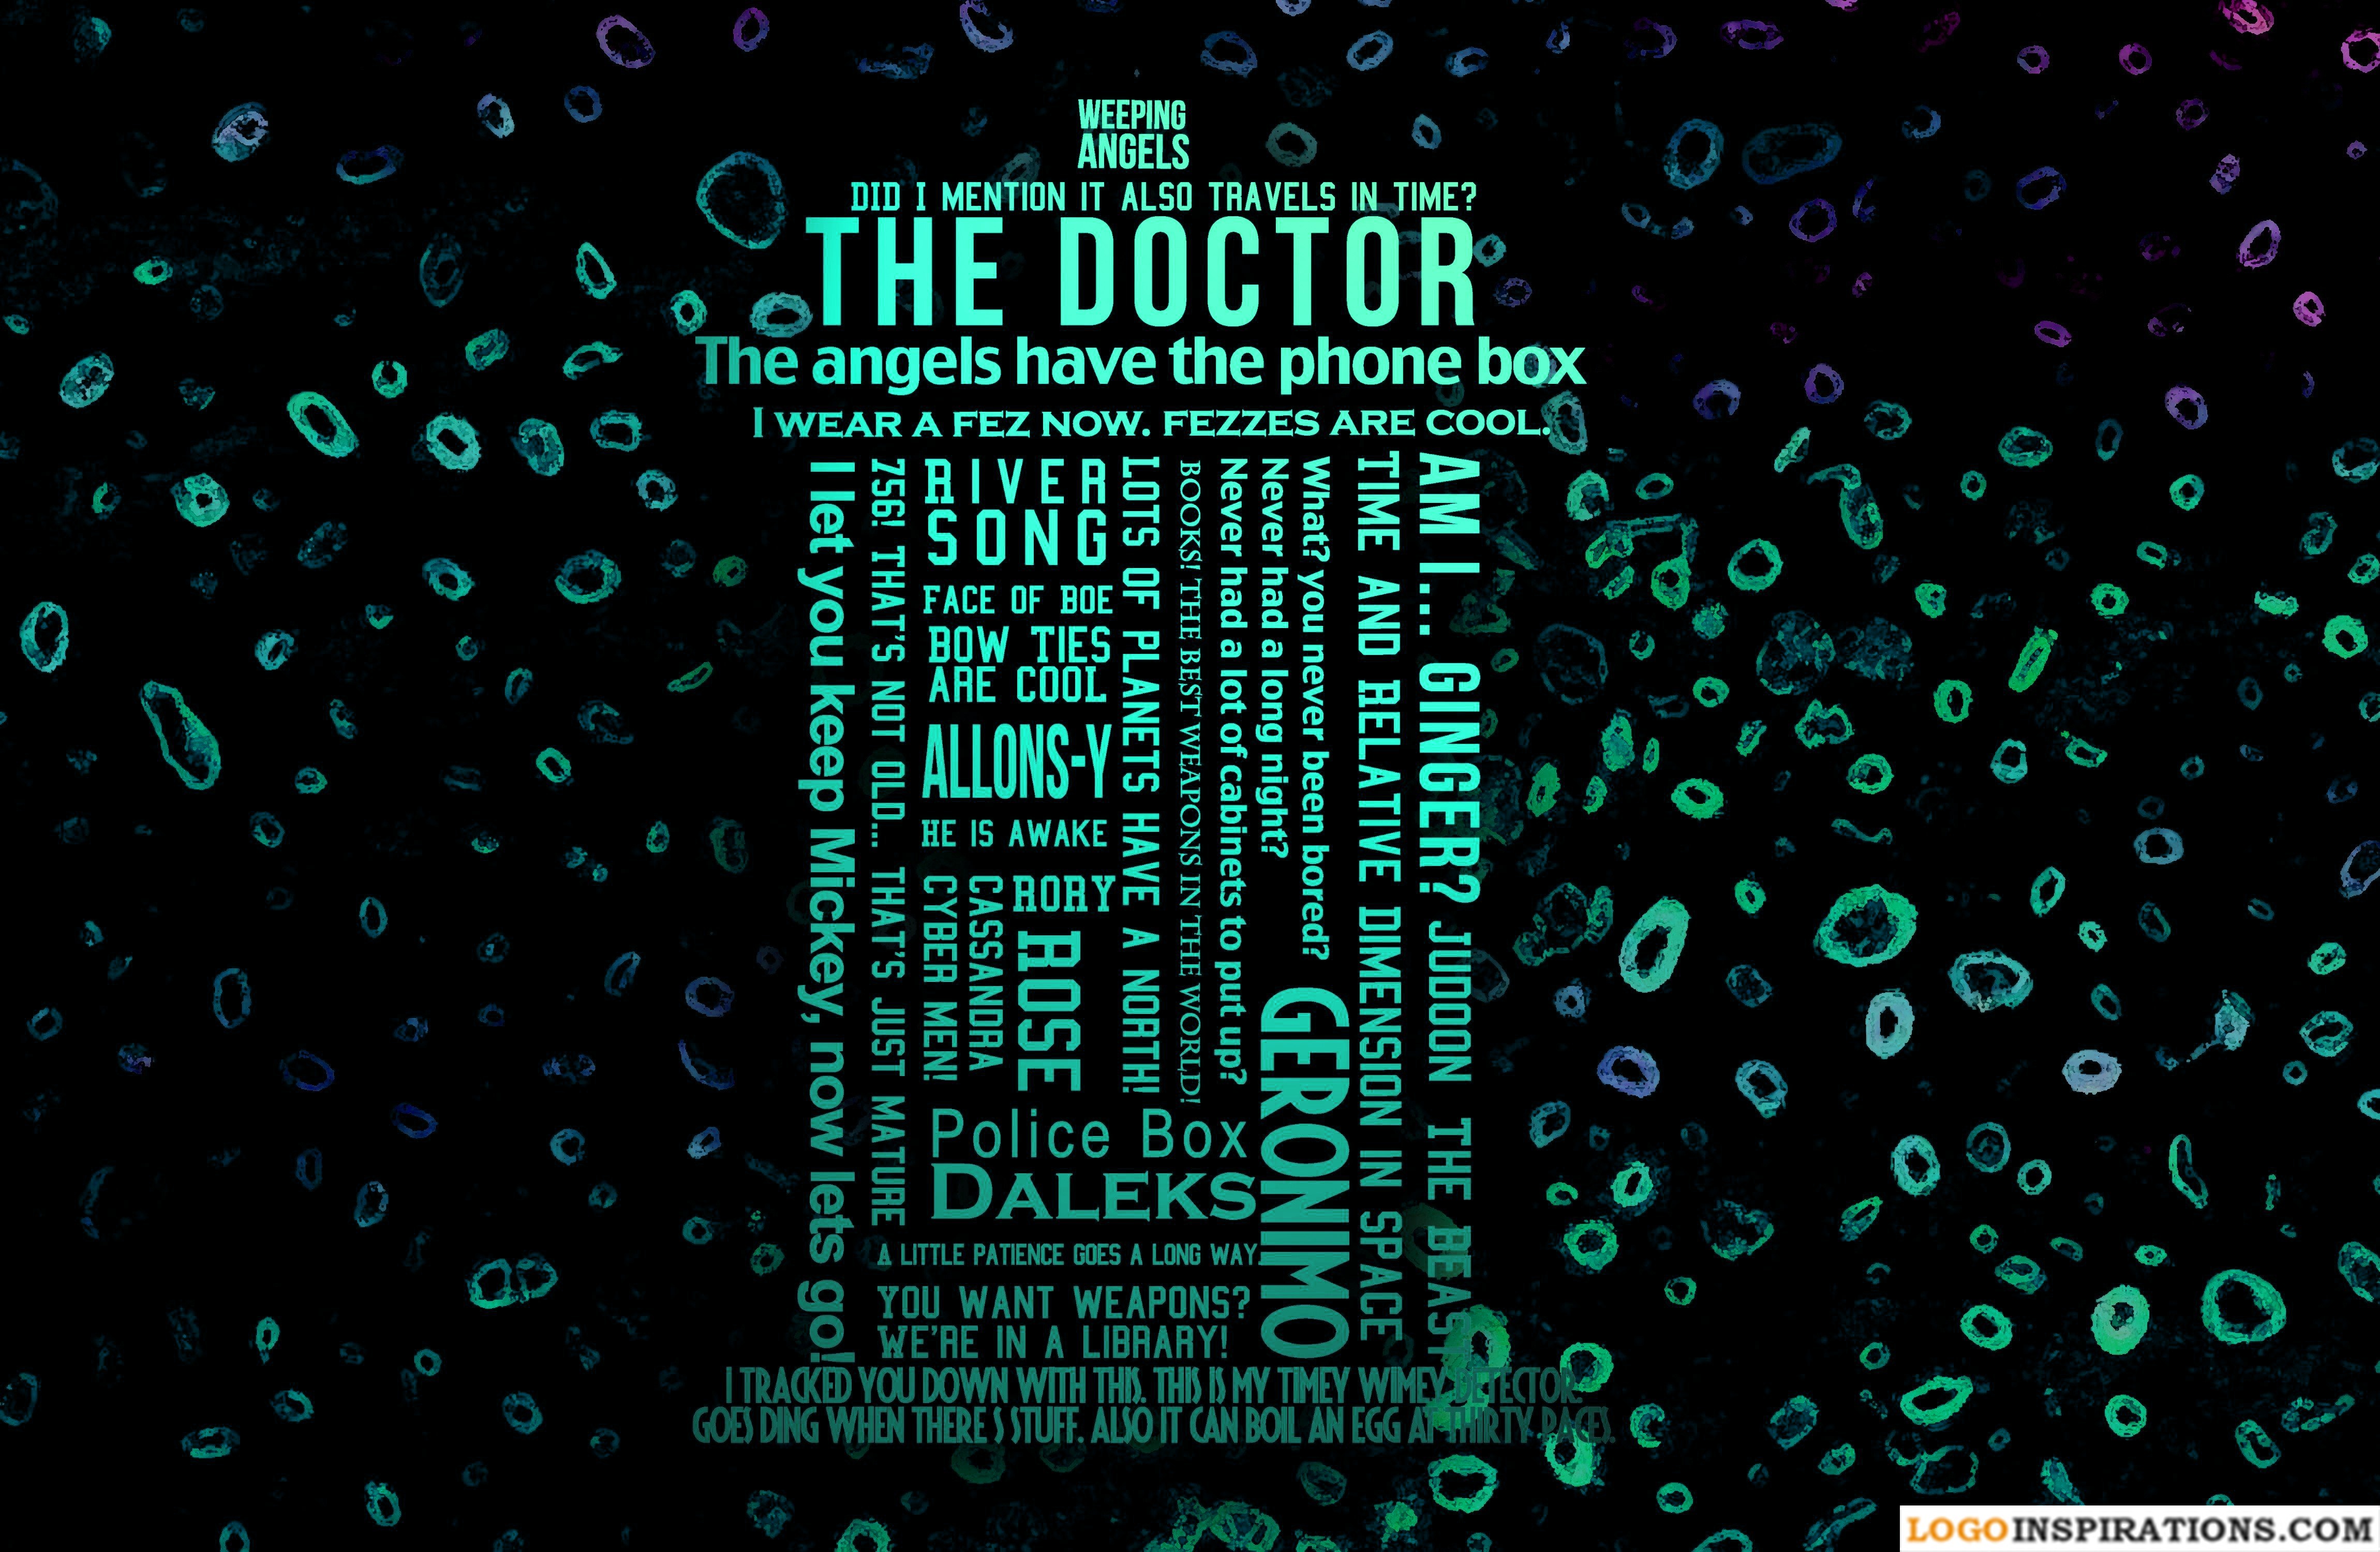 WEEPING
ANGELS
DID I MENTION IT ALSO TRAVELS IN TIME?
THE DOCTOR
The angels have the phone box
I WEAR A FEZ NOW. FEZZES ARE COOL.
I let you keep Mickey, now lets go!
756! THAT'S NOT OLD... THAT'S JUST MATURE
RIVER
SONG
FACE OF BOE
BOW TIES
ARE COOL
ALLONS-Y
HE IS AWAKE
CYBER MEN!
CASSANDRA
RORY
ROSE
LOTS OF PLANETS HAVE A NORTH!
BOOKS! THE BEST WEAPONS IN THE WORLD!
What? you never been bored?
Never had a long night?
Never had a lot of cabinets to put up?
GERONIMO
TIME AND RELATIVE DIMENSION IN SPACE
AM I... GINGER? JUDOON THE BEAST
Police Box
DALEKS
A LITTLE PATIENCE GOES A LONG WAY.
YOU WANT WEAPONS?
WE'RE IN A LIBRARY!
I TRACKED YOU DOWN WITH THIS. THIS IS MY TIMEY WIMEY DETECTOR.
GOES DING WHEN THERE'S STUFF. ALSO IT CAN BOIL AN EGG AT THIRTY PACES.
LOGOINSPIRATIONS.COM